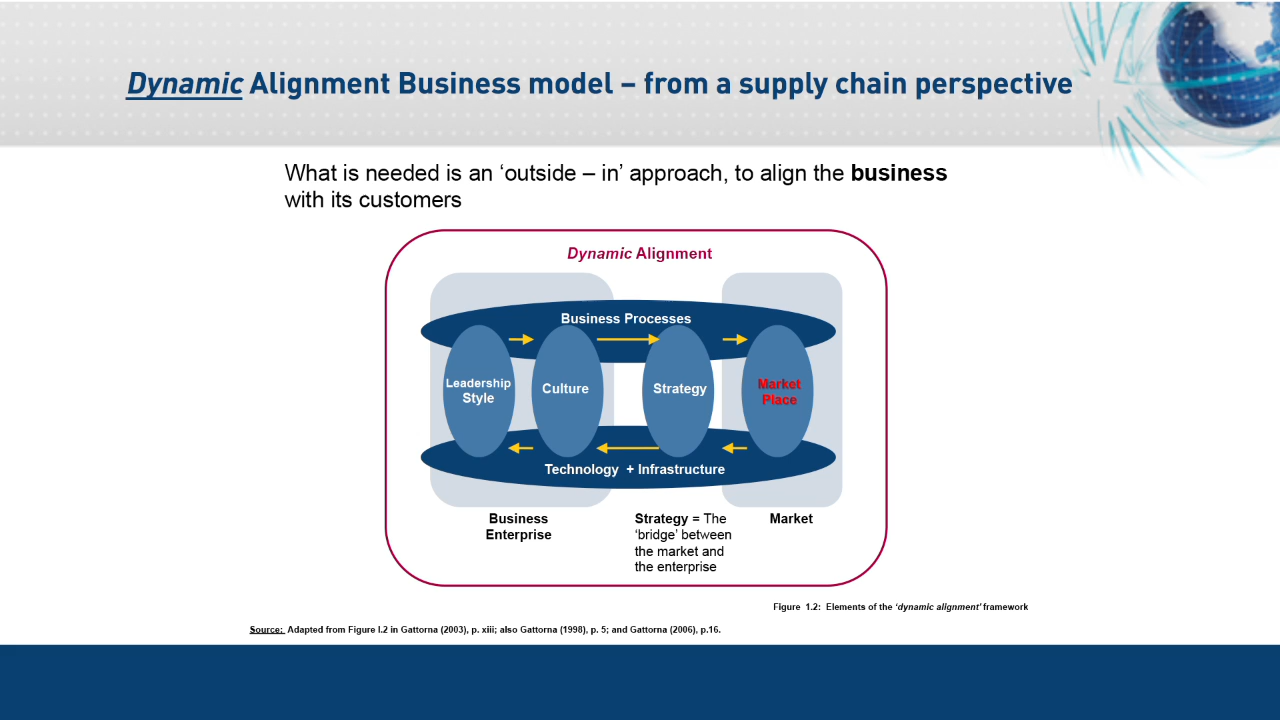 Dynamic Alignment Business model – from a supply chain perspective
What is needed is an ‘outside – in’ approach, to align the business
with its customers
Dynamic Alignment
Business Processes
Leadership
Style
Culture
Strategy
Market
Place
Technology + Infrastructure
Business
Enterprise
Strategy = The
‘bridge’ between
the market and
the enterprise
Market
Figure 1.2: Elements of the ‘dynamic alignment’ framework
Source: Adapted from Figure I.2 in Gattorna (2003), p. xiii; also Gattorna (1998), p. 5; and Gattorna (2006), p.16.